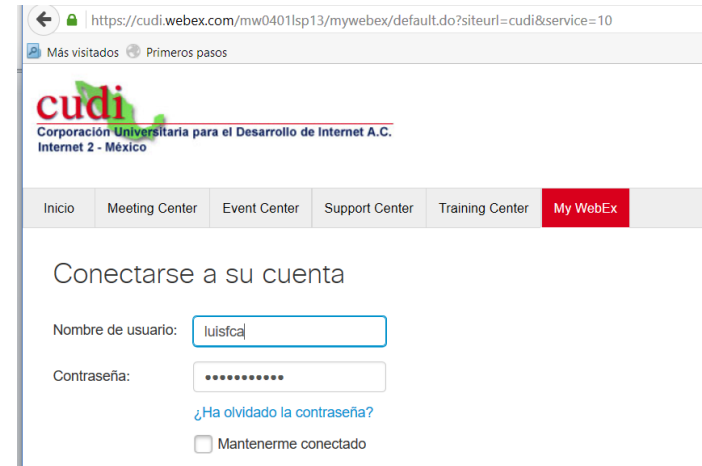 https://cudi.webex.com/mw0401lsp13/mywebex/default.do?siteurl=cudi&service=10
Más visitados Primeros pasos
cudi
Corporación Universitaria para el Desarrollo de Internet A.C.
Internet 2 - México
Inicio Meeting Center Event Center Support Center Training Center My WebEx
Conectarse a su cuenta
Nombre de usuario: luisfca
Contraseña: •••••••••••
¿Ha olvidado la contraseña?
Mantenerme conectado